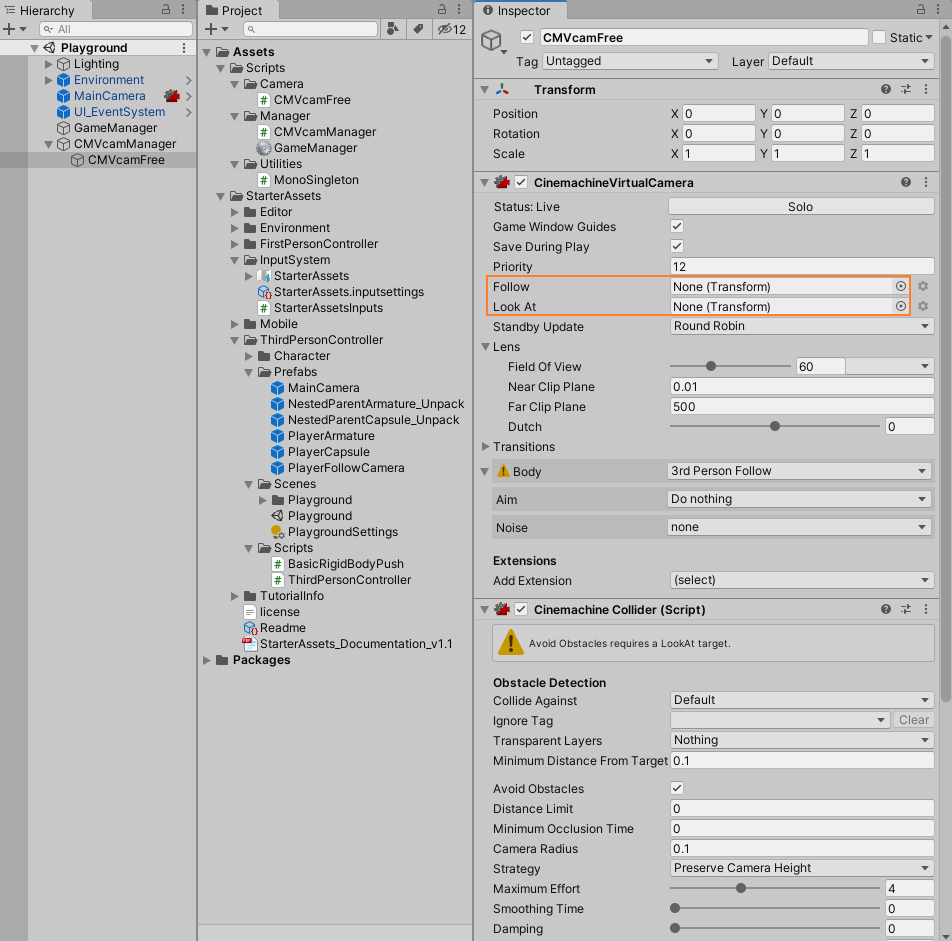 Hierarchy
All
Playground
Lighting
Environment
MainCamera
UI_EventSystem
GameManager
CMVcamManager
CMVcamFree
Project
12
Assets
Scripts
Camera
CMVcamFree
Manager
CMVcamManager
GameManager
Utilities
MonoSingleton
StarterAssets
Editor
Environment
FirstPersonController
InputSystem
StarterAssets
StarterAssets.inputsettings
StarterAssetsInputs
Mobile
ThirdPersonController
Character
Prefabs
MainCamera
NestedParentArmature_Unpack
NestedParentCapsule_Unpack
PlayerArmature
PlayerCapsule
PlayerFollowCamera
Scenes
Playground
Playground
PlaygroundSettings
Scripts
BasicRigidBodyPush
ThirdPersonController
TutorialInfo
license
Readme
StarterAssets_Documentation_v1.1
Packages
Inspector
CMVcamFree Static
Tag Untagged Layer Default
Transform
Position X 0 Y 0 Z 0
Rotation X 0 Y 0 Z 0
Scale X 1 Y 1 Z 1
CinemachineVirtualCamera
Status: Live Solo
Game Window Guides
Save During Play
Priority 12
Follow None (Transform)
Look At None (Transform)
Standby Update Round Robin
Lens
Field Of View 60
Near Clip Plane 0.01
Far Clip Plane 500
Dutch 0
Transitions
Body 3rd Person Follow
Aim Do nothing
Noise none
Extensions
Add Extension (select)
Cinemachine Collider (Script)
Avoid Obstacles requires a LookAt target.
Obstacle Detection
Collide Against Default
Ignore Tag Clear
Transparent Layers Nothing
Minimum Distance From Target 0.1
Avoid Obstacles
Distance Limit 0
Minimum Occlusion Time 0
Camera Radius 0.1
Strategy Preserve Camera Height
Maximum Effort 4
Smoothing Time 0
Damping 0